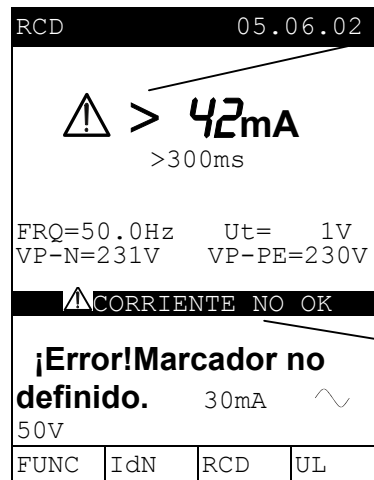 RCD 05.06.02
⚠ > 42mA
>300ms
FRQ=50.0Hz Ut= 1V
VP-N=231V VP-PE=230V
⚠CORRIENTE NO OK
¡Error!Marcador no
definido. 30mA
50V
FUNC IdN RCD UL